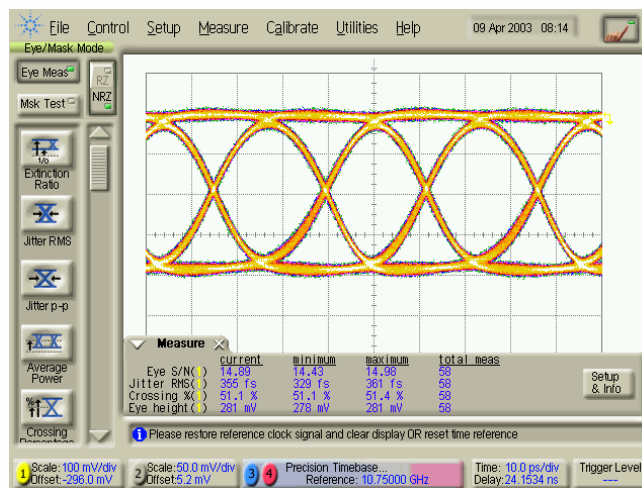 File Control Setup Measure Calibrate Utilities Help 09 Apr 2003 08:14
Eye/Mask Mode
Eye Meas
RZ
NRZ
Msk Test
1/0
Extinction
Ratio
Jitter RMS
Jitter p-p
Average
Power
%
Crossing
Percentage
Measure
current minimum maximum total meas
Eye S/N(1) 14.89 14.43 14.98 58
Jitter RMS(1) 355 fs 329 fs 361 fs 58
Crossing %(1) 51.1 % 51.1 % 51.4 % 58
Eye height(1) 281 mV 278 mV 281 mV 58
Setup
& Info
Please restore reference clock signal and clear display OR reset time reference
1 Scale: 100 mV/div
Offset:-296.0 mV
2 Scale:50.0 mV/div
Offset:5.2 mV
3 4 Precision Timebase...
Reference: 10.75000 GHz
Time: 10.0 ps/div
Delay:24.1534 ns
Trigger Level
---